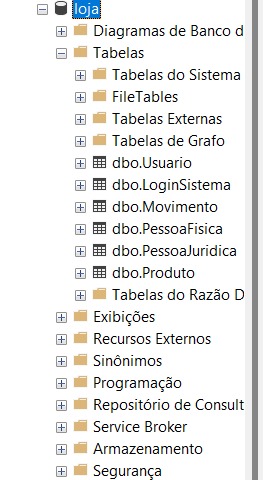 loja
Diagramas de Banco d
Tabelas
Tabelas do Sistema
FileTables
Tabelas Externas
Tabelas de Grafo
dbo.Usuario
dbo.LoginSistema
dbo.Movimento
dbo.PessoaFisica
dbo.PessoaJuridica
dbo.Produto
Tabelas do Razão D
Exibições
Recursos Externos
Sinônimos
Programação
Repositório de Consult
Service Broker
Armazenamento
Segurança